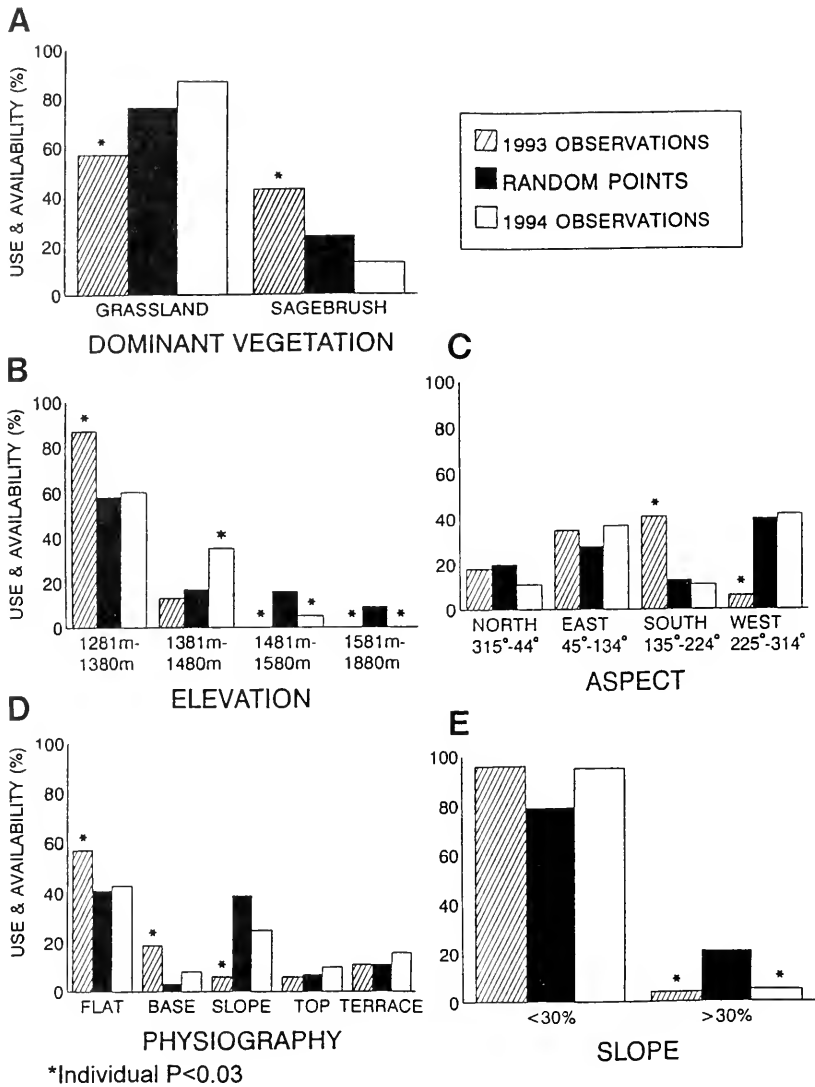 A
USE & AVAILABILITY (%)
100
80
60
40
20
0
*
*
GRASSLAND SAGEBRUSH
DOMINANT VEGETATION
1993 OBSERVATIONS
RANDOM POINTS
1994 OBSERVATIONS
B
USE & AVAILABILITY (%)
100
80
60
40
20
0
*
*
* *
* *
1281m- 1381m- 1481m- 1581m-
1380m 1480m 1580m 1880m
ELEVATION
C
100
80
60
40
20
0
*
*
NORTH EAST SOUTH WEST
315°-44° 45°-134° 135°-224° 225°-314°
ASPECT
D
USE & AVAILABILITY (%)
100
80
60
40
20
0
*
*
*
FLAT BASE SLOPE TOP TERRACE
PHYSIOGRAPHY
*Individual P<0.03
E
100
80
60
40
20
0
* *
<30% >30%
SLOPE